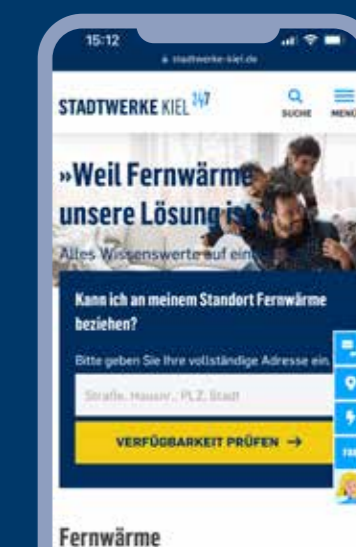 15:12
stadtwerke-kiel.de
STADTWERKE KIEL 24/7
SUCHE MENÜ
»Weil Fernwärme
unsere Lösung ist.«
Alles Wissenswerte auf einen
Kann ich an meinem Standort Fernwärme
beziehen?
Bitte geben Sie Ihre vollständige Adresse ein.
Straße, Hausnr., PLZ, Stadt
VERFÜGBARKEIT PRÜFEN →
FAQ
Fernwärme